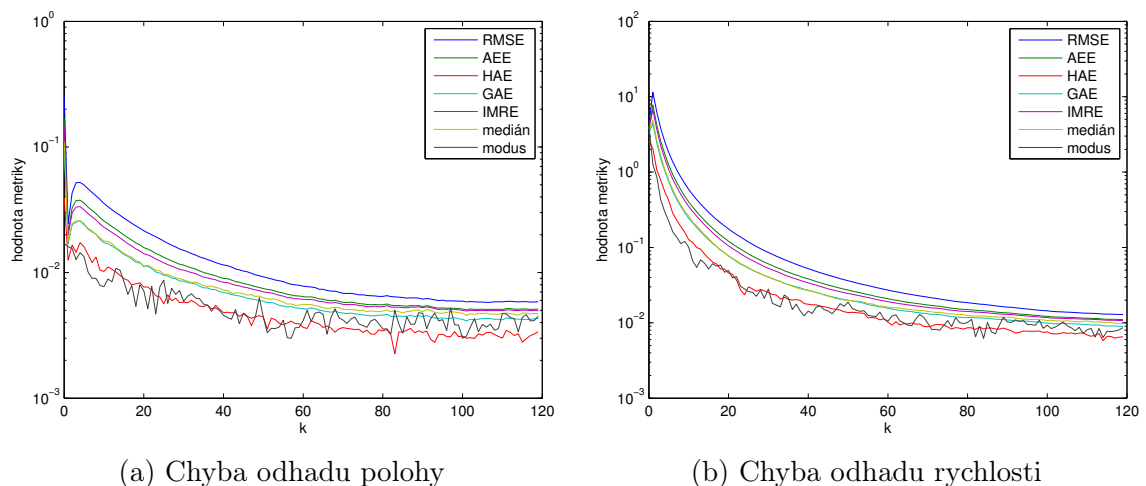 10^0
10^-1
10^-2
10^-3
hodnota metriky
0 20 40 60 80 100 120
k
RMSE
AEE
HAE
GAE
IMRE
medián
modus
(a) Chyba odhadu polohy
10^2
10^1
10^0
10^-1
10^-2
10^-3
hodnota metriky
0 20 40 60 80 100 120
k
RMSE
AEE
HAE
GAE
IMRE
medián
modus
(b) Chyba odhadu rychlosti